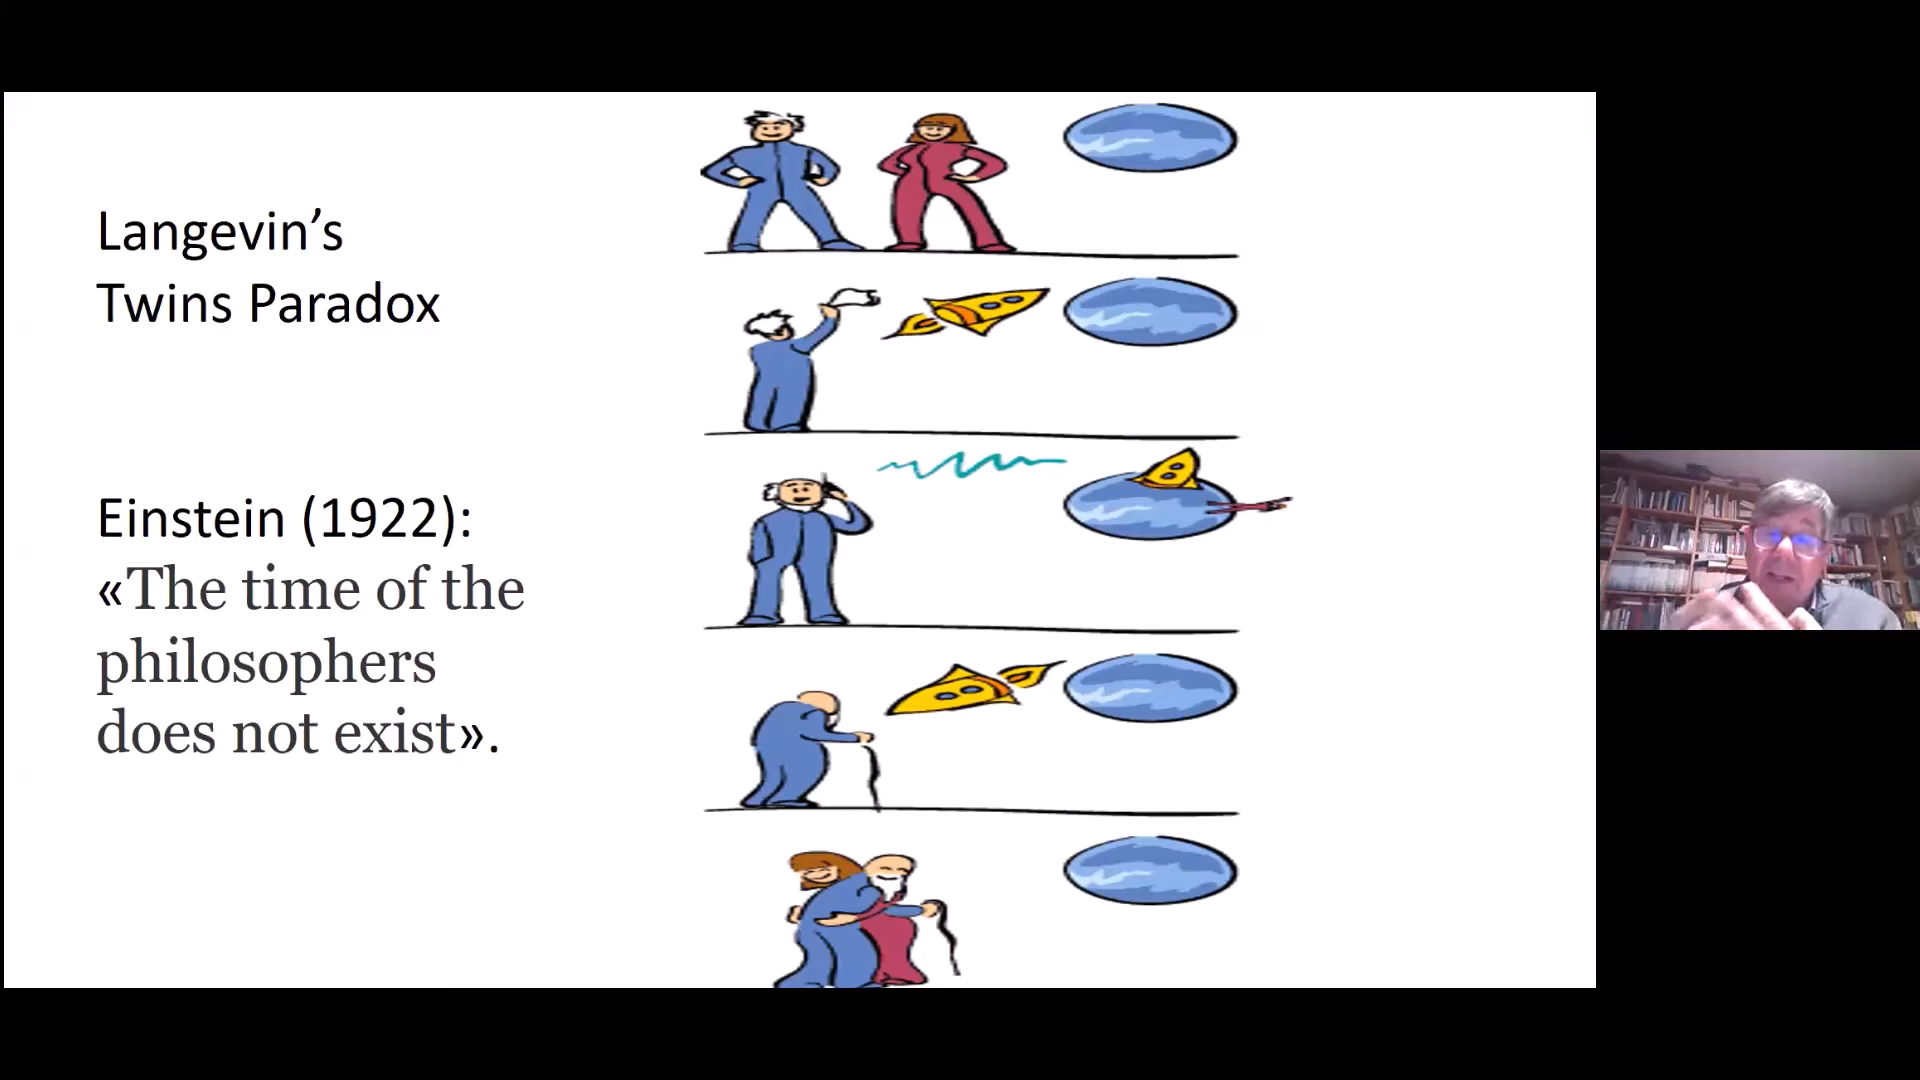 Langevin’s
Twins Paradox
Einstein (1922):
«The time of the
philosophers
does not exist».